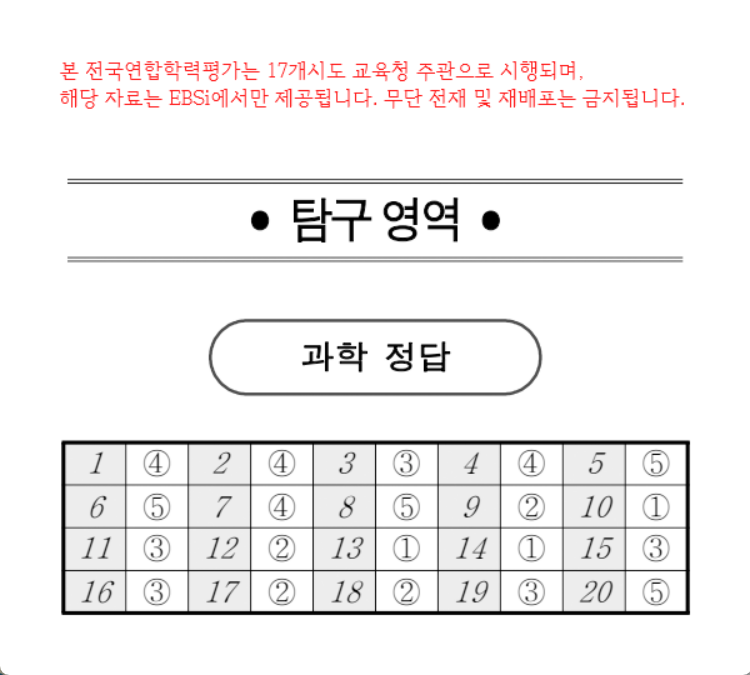 본 전국연합학력평가는 17개시도 교육청 주관으로 시행되며,
해당 자료는 EBSi에서만 제공됩니다. 무단 전재 및 재배포는 금지됩니다.
● 탐구 영역 ●
과학 정답
1 ④ 2 ④ 3 ③ 4 ④ 5 ⑤
6 ⑤ 7 ④ 8 ⑤ 9 ② 10 ①
11 ③ 12 ② 13 ① 14 ① 15 ③
16 ③ 17 ② 18 ② 19 ③ 20 ⑤